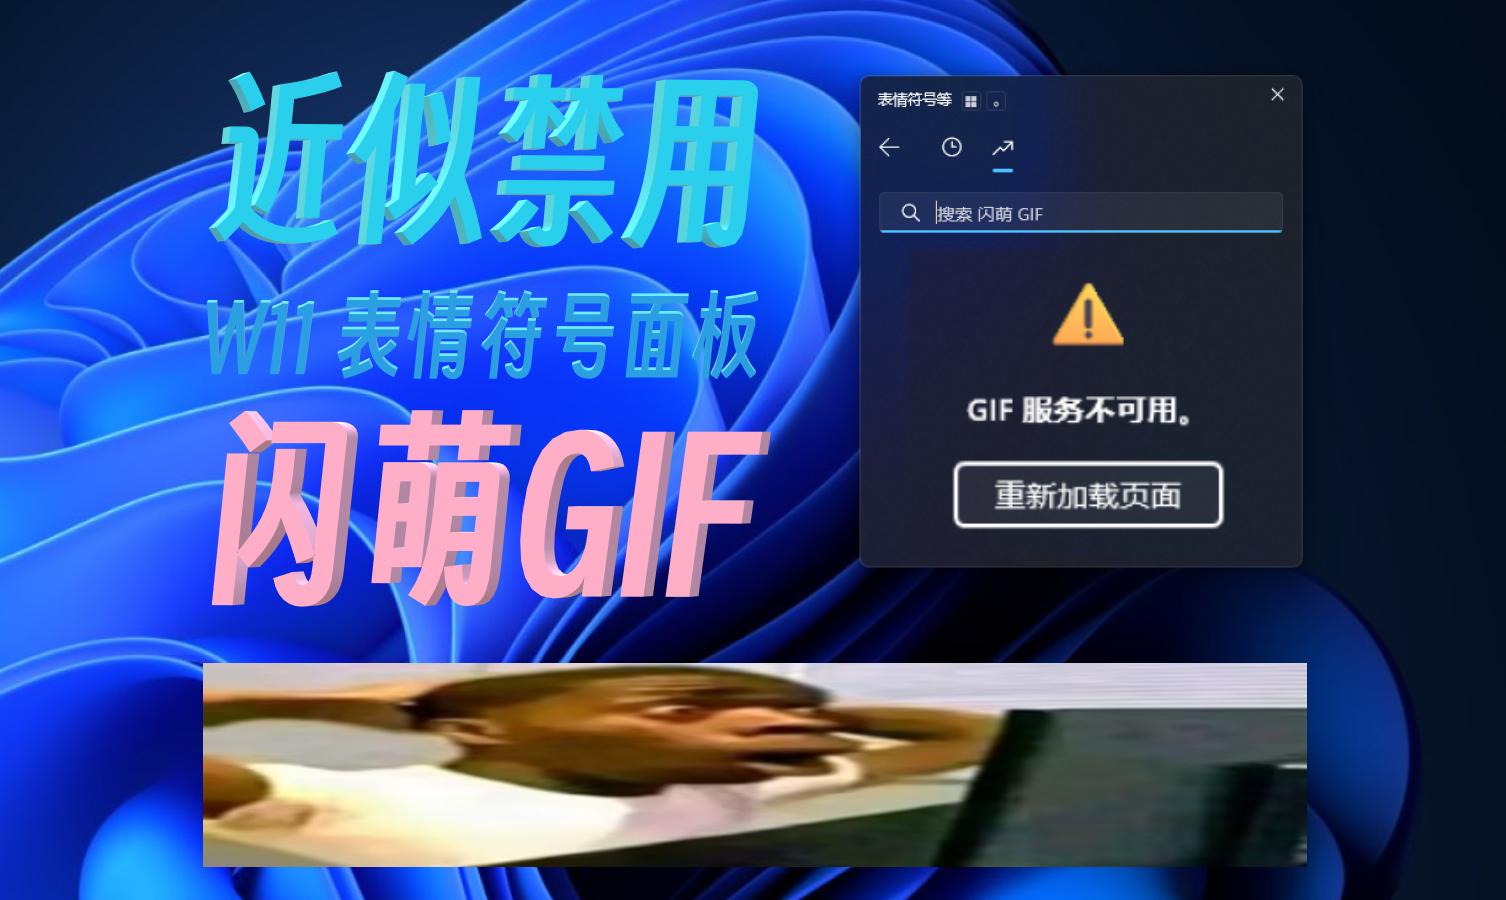 近似禁用
W11 表情符号面板
闪萌GIF
表情符号等
搜索 闪萌 GIF
GIF 服务不可用。
重新加载页面